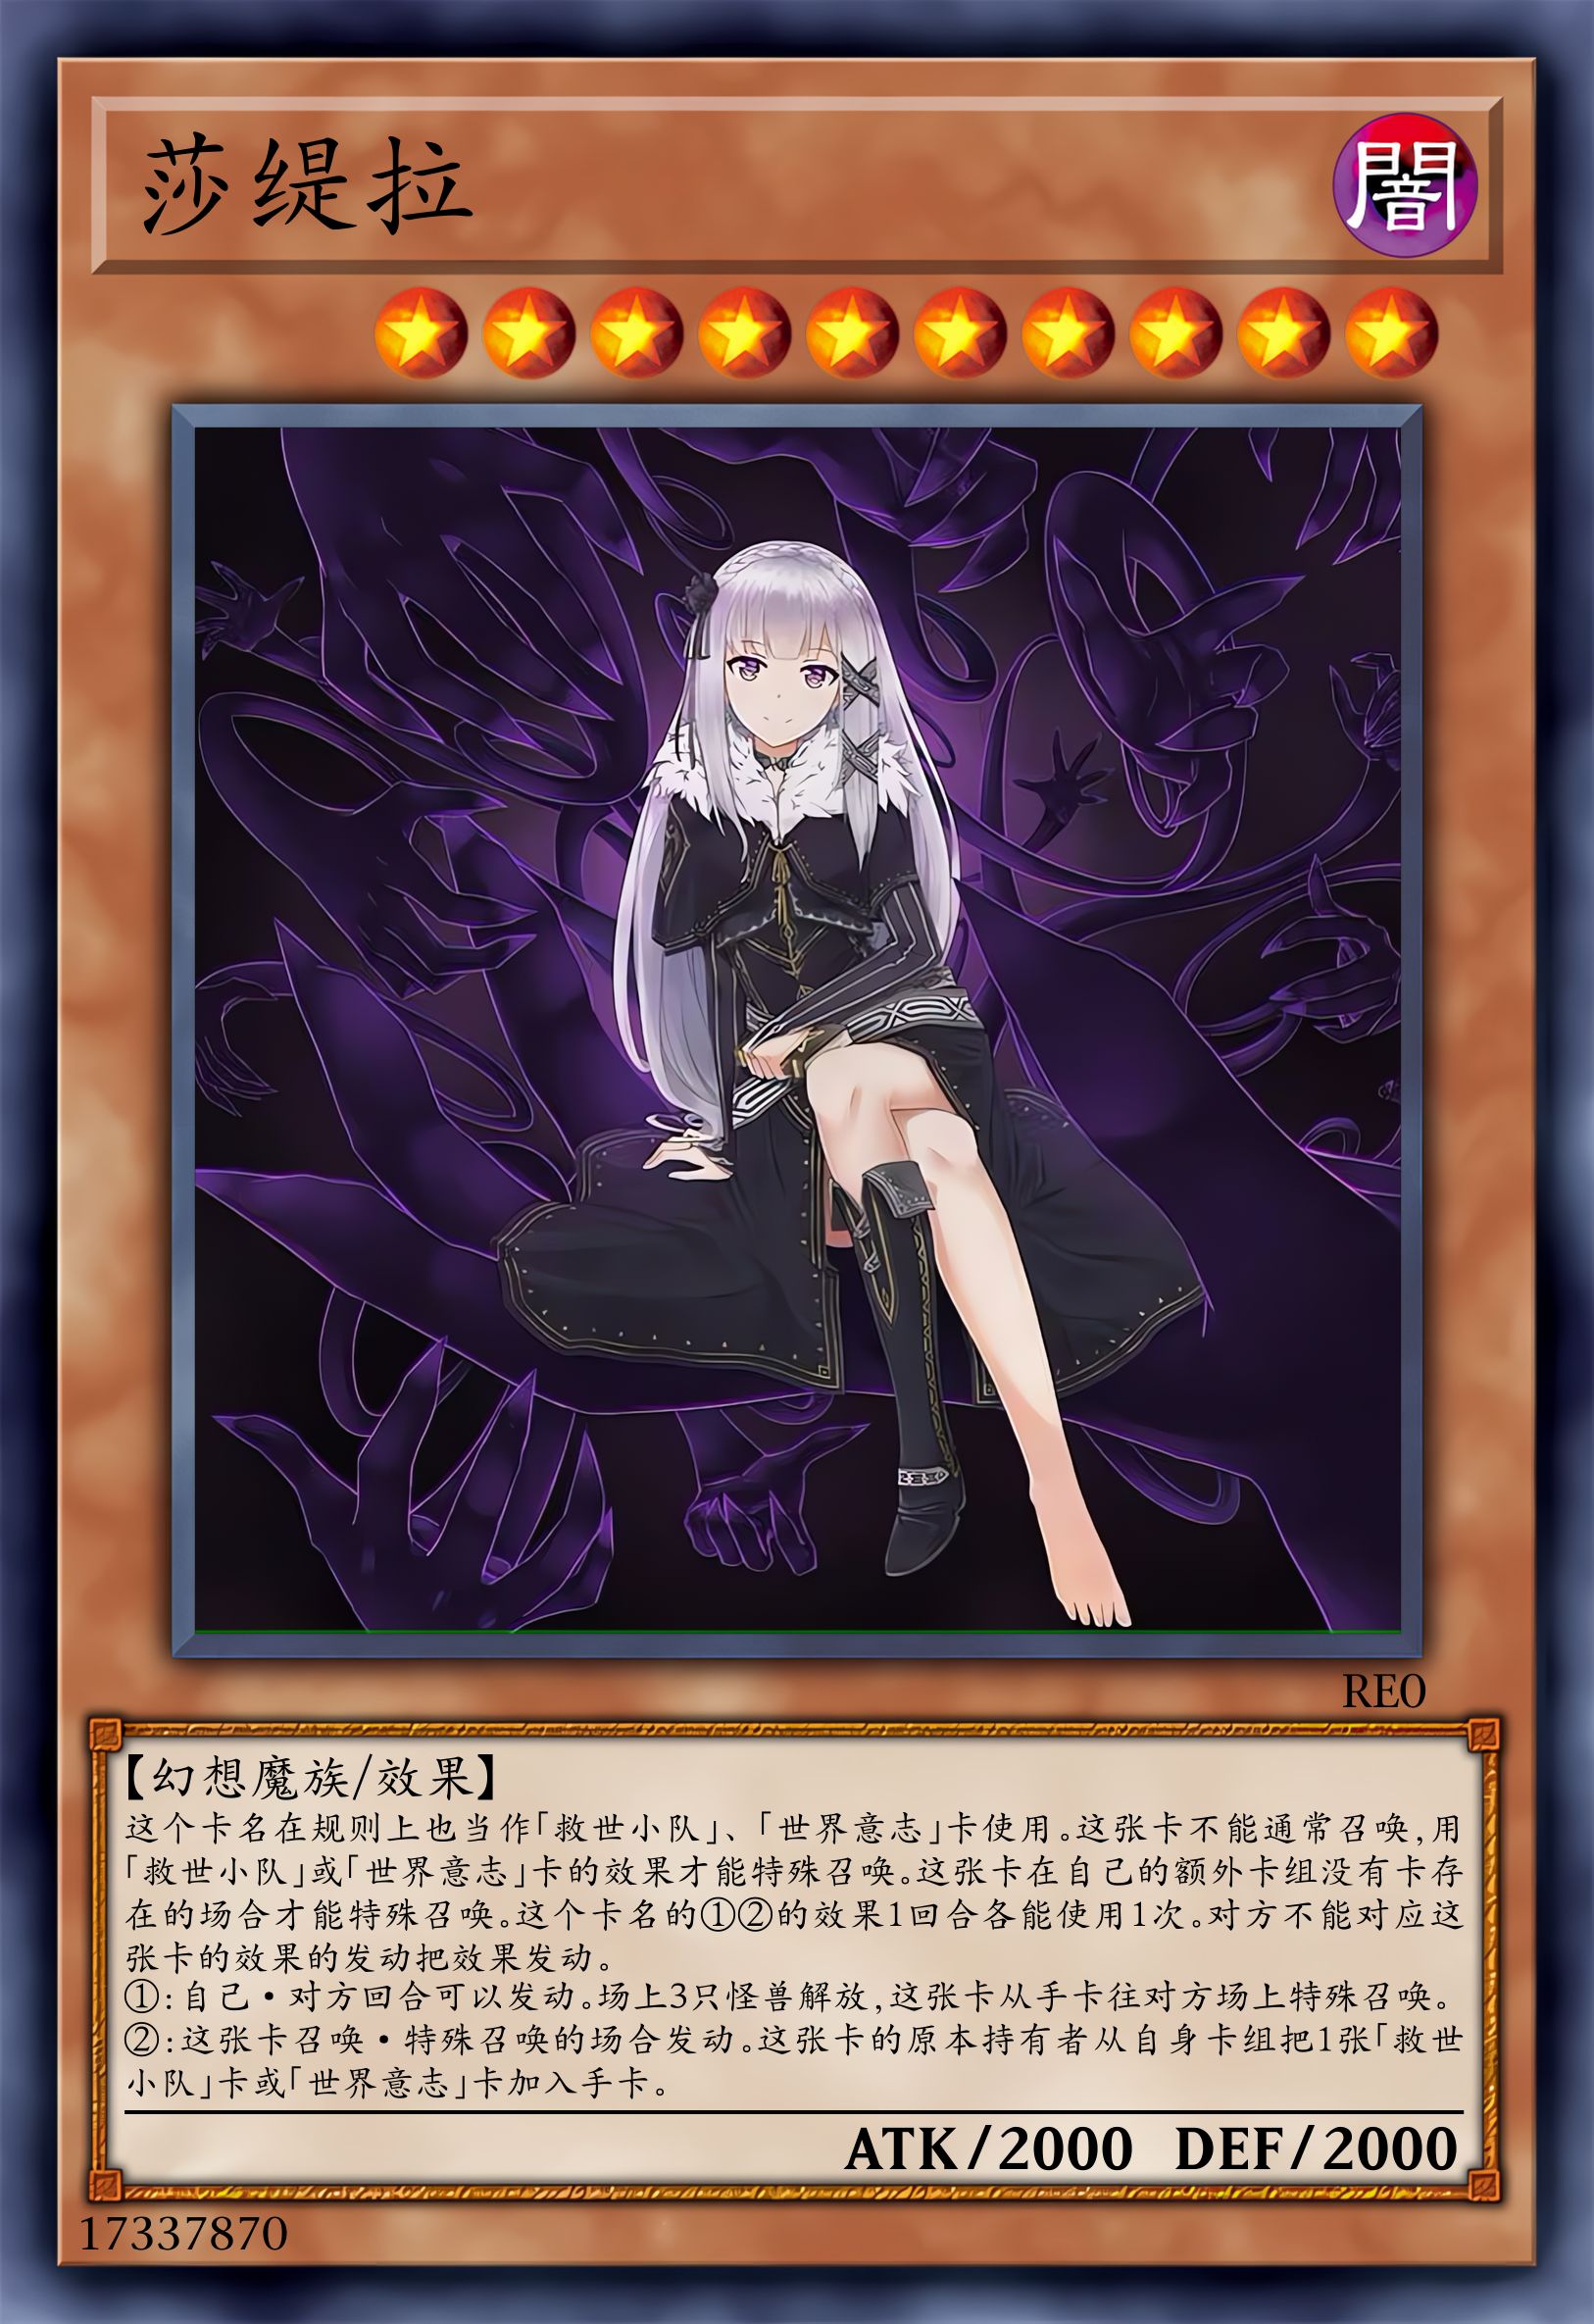 莎缇拉
闇
RE0
【幻想魔族/效果】
这个卡名在规则上也当作「救世小队」、「世界意志」卡使用。这张卡不能通常召唤,用
「救世小队」或「世界意志」卡的效果才能特殊召唤。这张卡在自己的额外卡组没有卡存
在的场合才能特殊召唤。这个卡名的①②的效果1回合各能使用1次。对方不能对应这
张卡的效果的发动把效果发动。
①:自己·对方回合可以发动。场上3只怪兽解放,这张卡从手卡往对方场上特殊召唤。
②:这张卡召唤·特殊召唤的场合发动。这张卡的原本持有者从自身卡组把1张「救世
小队」卡或「世界意志」卡加入手卡。
ATK/2000 DEF/2000
17337870